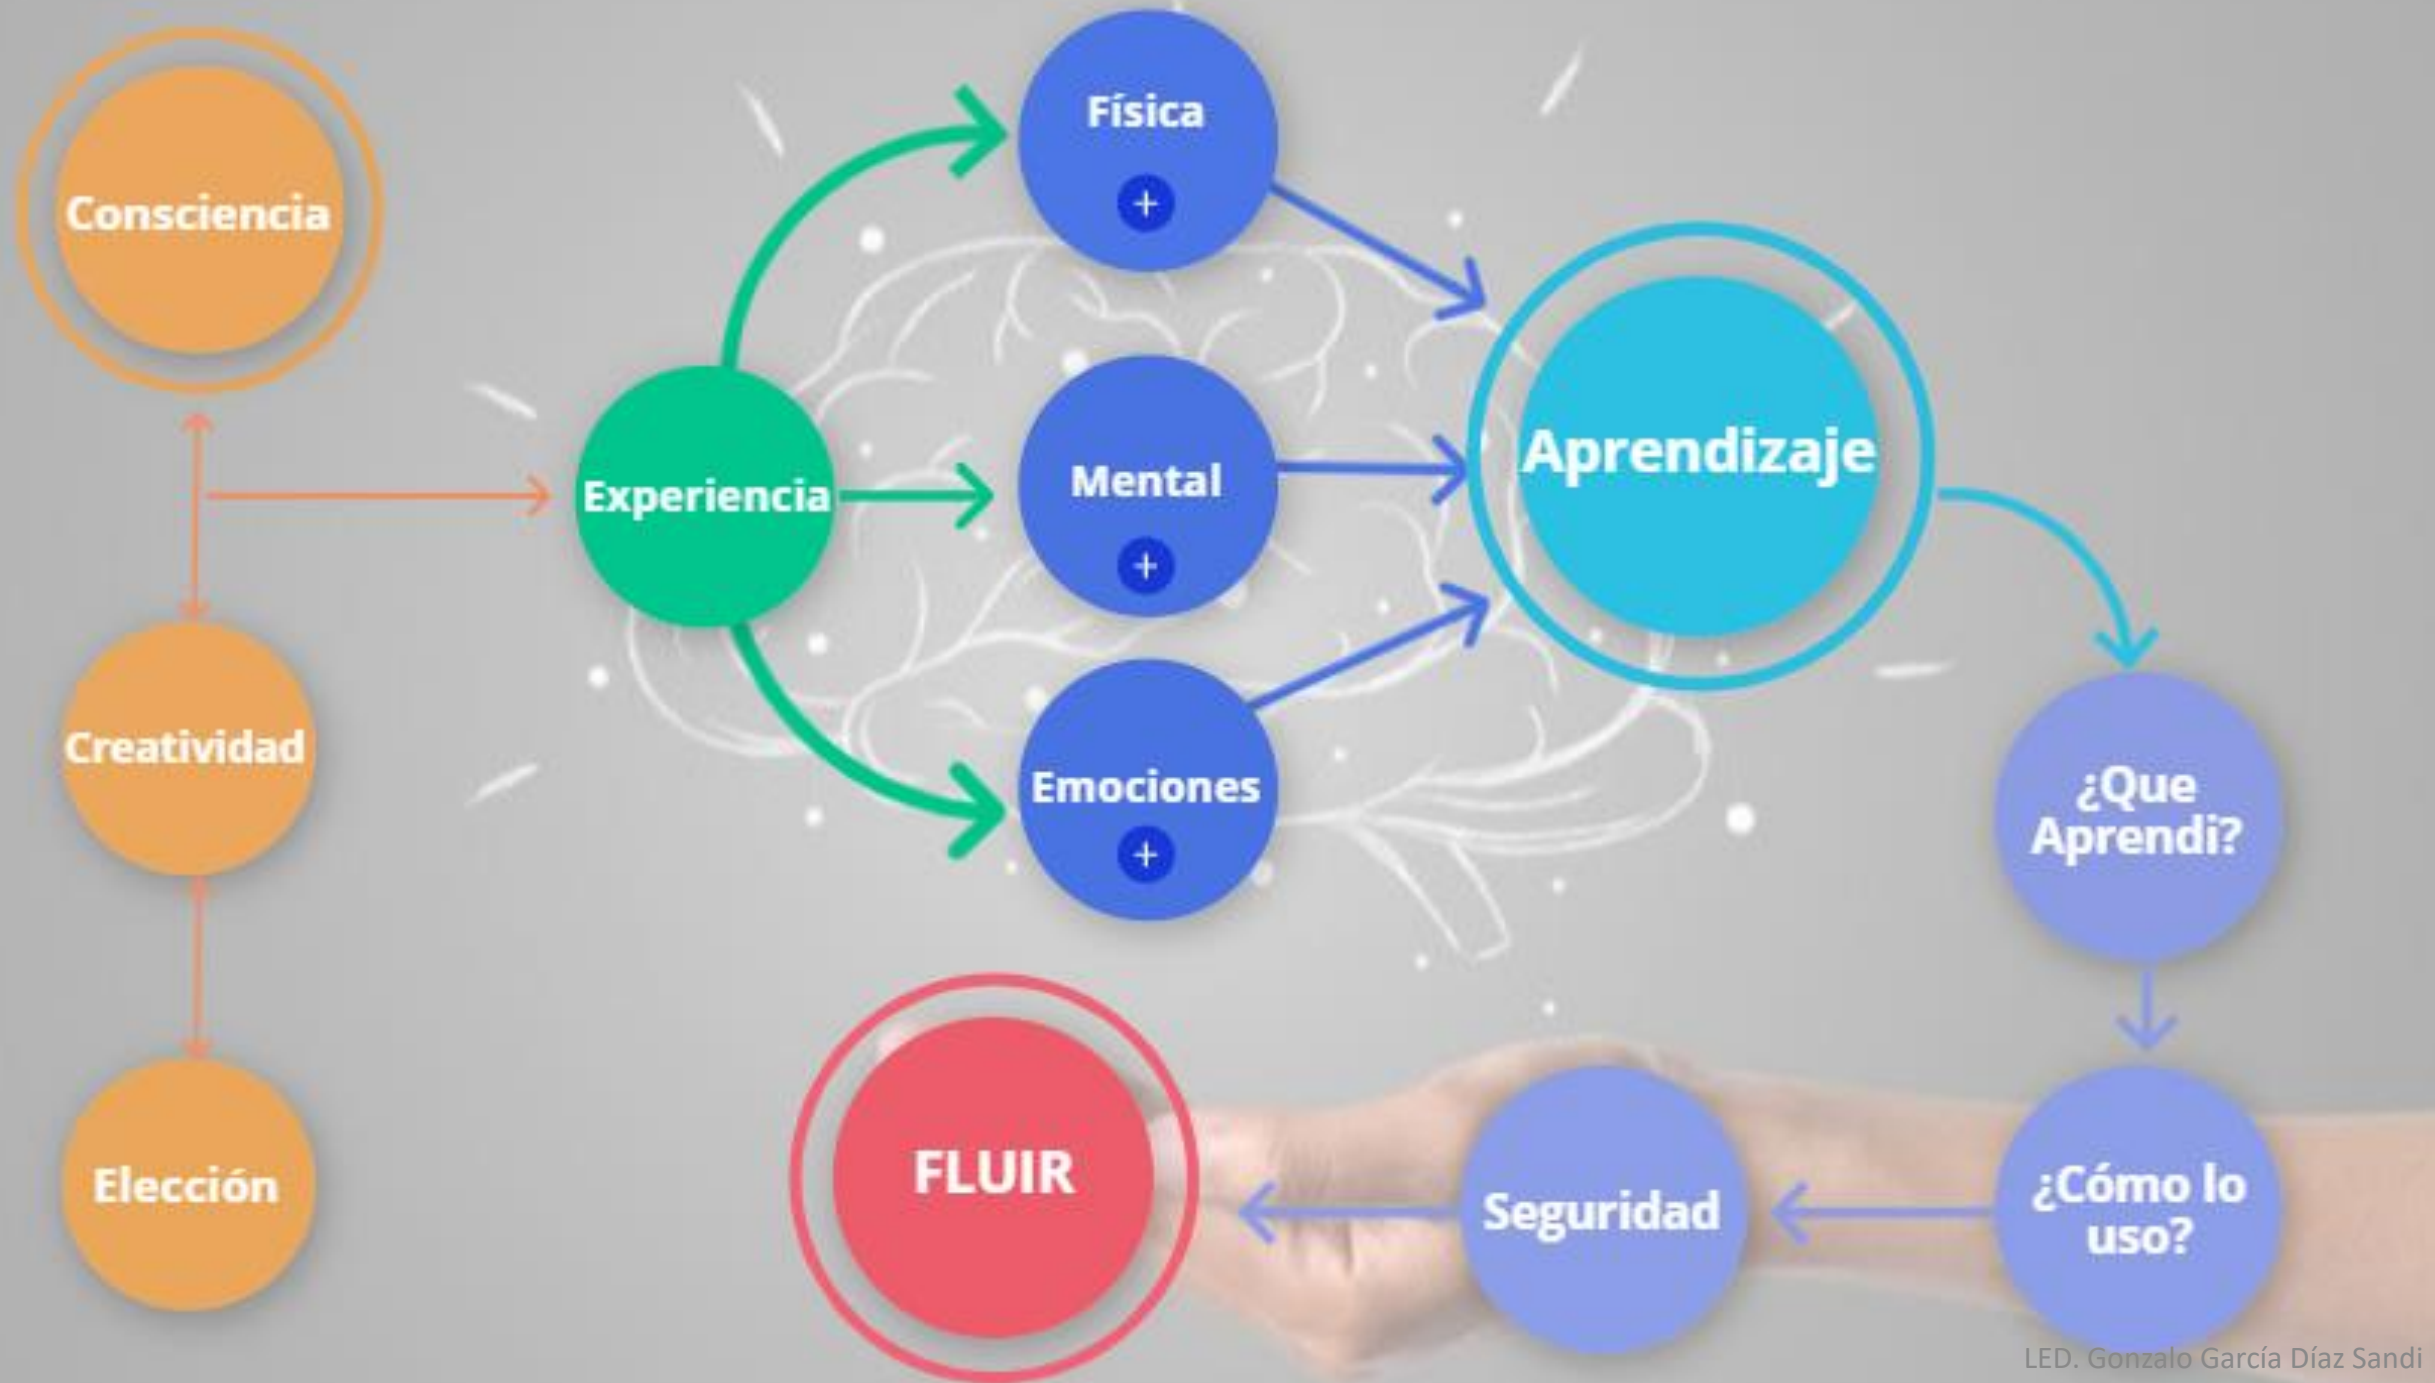 Consciencia
Creatividad
Elección
Experiencia
Física
+
Mental
+
Emociones
+
Aprendizaje
¿Que
Aprendi?
¿Cómo lo
uso?
Seguridad
FLUIR
LED. Gonzalo García Díaz Sandi